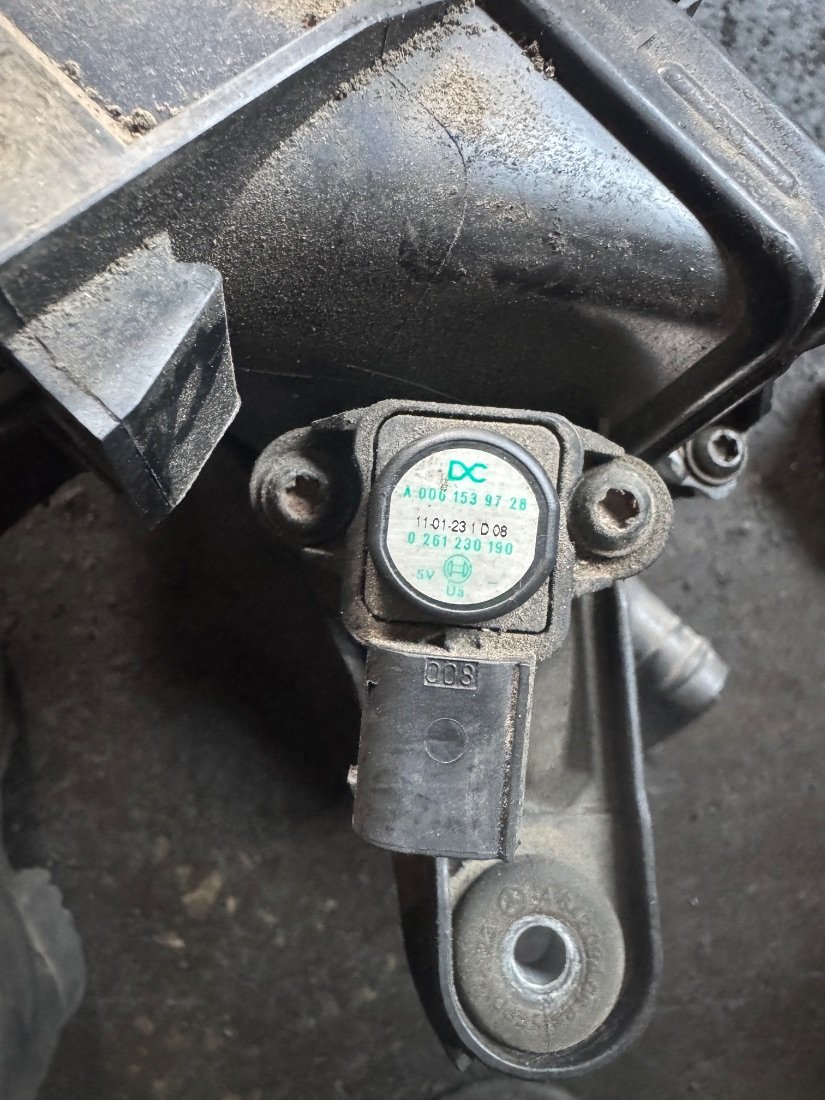 DC
A 006 153 97 28
11-01-23 1 D 08
0 261 230 190
5V
Ua
008